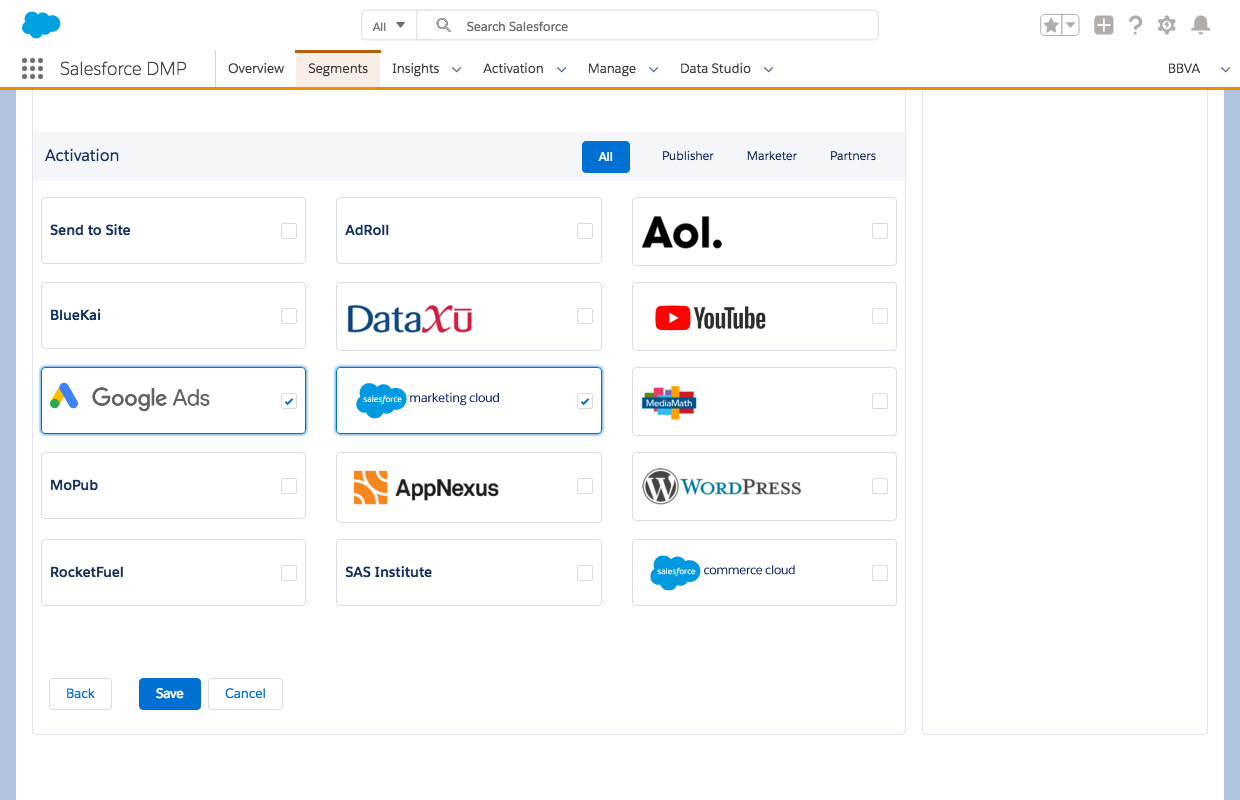 All
Search Salesforce
Salesforce DMP
Overview
Segments
Insights
Activation
Manage
Data Studio
BBVA
Activation
All
Publisher
Marketer
Partners
Send to Site
AdRoll
Aol.
BlueKai
DataXu
YouTube
Google Ads
salesforce marketing cloud
MediaMath
MoPub
AppNexus
WordPress
RocketFuel
SAS Institute
salesforce commerce cloud
Back
Save
Cancel